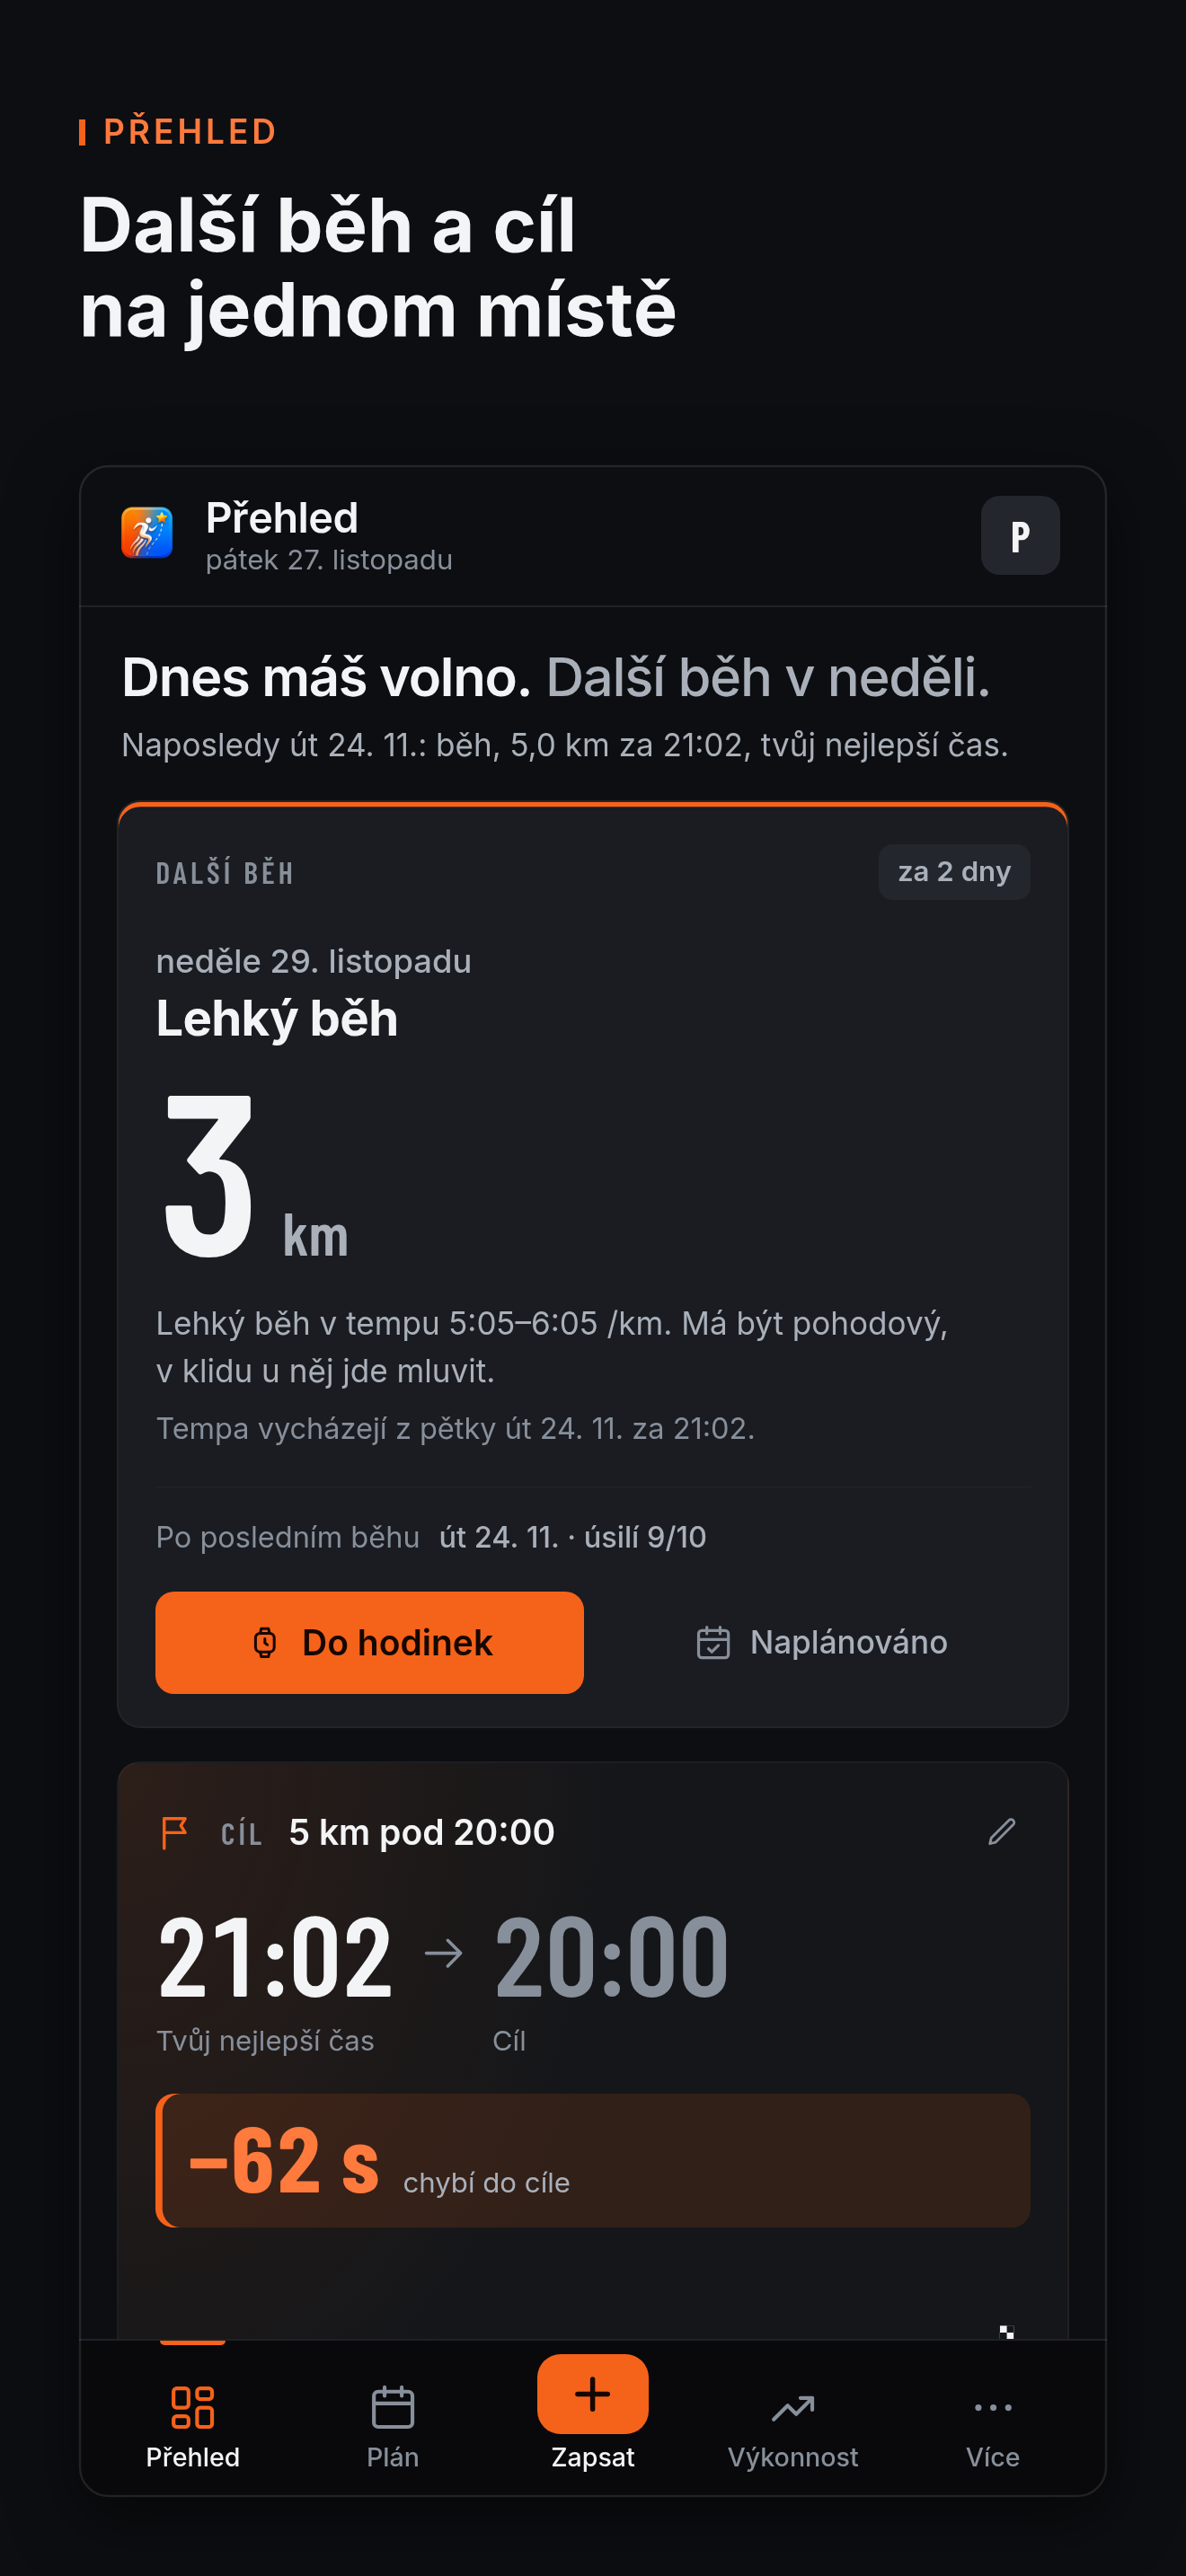 PŘEHLED
Další běh a cíl
na jednom místě
Přehled
pátek 27. listopadu
P
Dnes máš volno. Další běh v neděli.
Naposledy út 24. 11.: běh, 5,0 km za 21:02, tvůj nejlepší čas.
DALŠÍ BĚH
za 2 dny
neděle 29. listopadu
Lehký běh
3 km
Lehký běh v tempu 5:05–6:05 /km. Má být pohodový,
v klidu u něj jde mluvit.
Tempa vycházejí z pětky út 24. 11. za 21:02.
Po posledním běhu út 24. 11. · úsilí 9/10
Do hodinek
Naplánováno
CÍL 5 km pod 20:00
21:02 → 20:00
Tvůj nejlepší čas
Cíl
−62 s chybí do cíle
Přehled
Plán
Zapsat
Výkonnost
Více